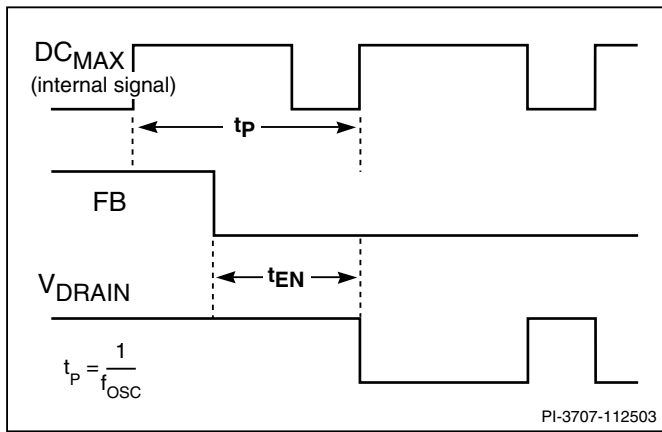 DCMAX
(internal signal)
tP
FB
tEN
VDRAIN
tP = 1/fOSC
PI-3707-112503